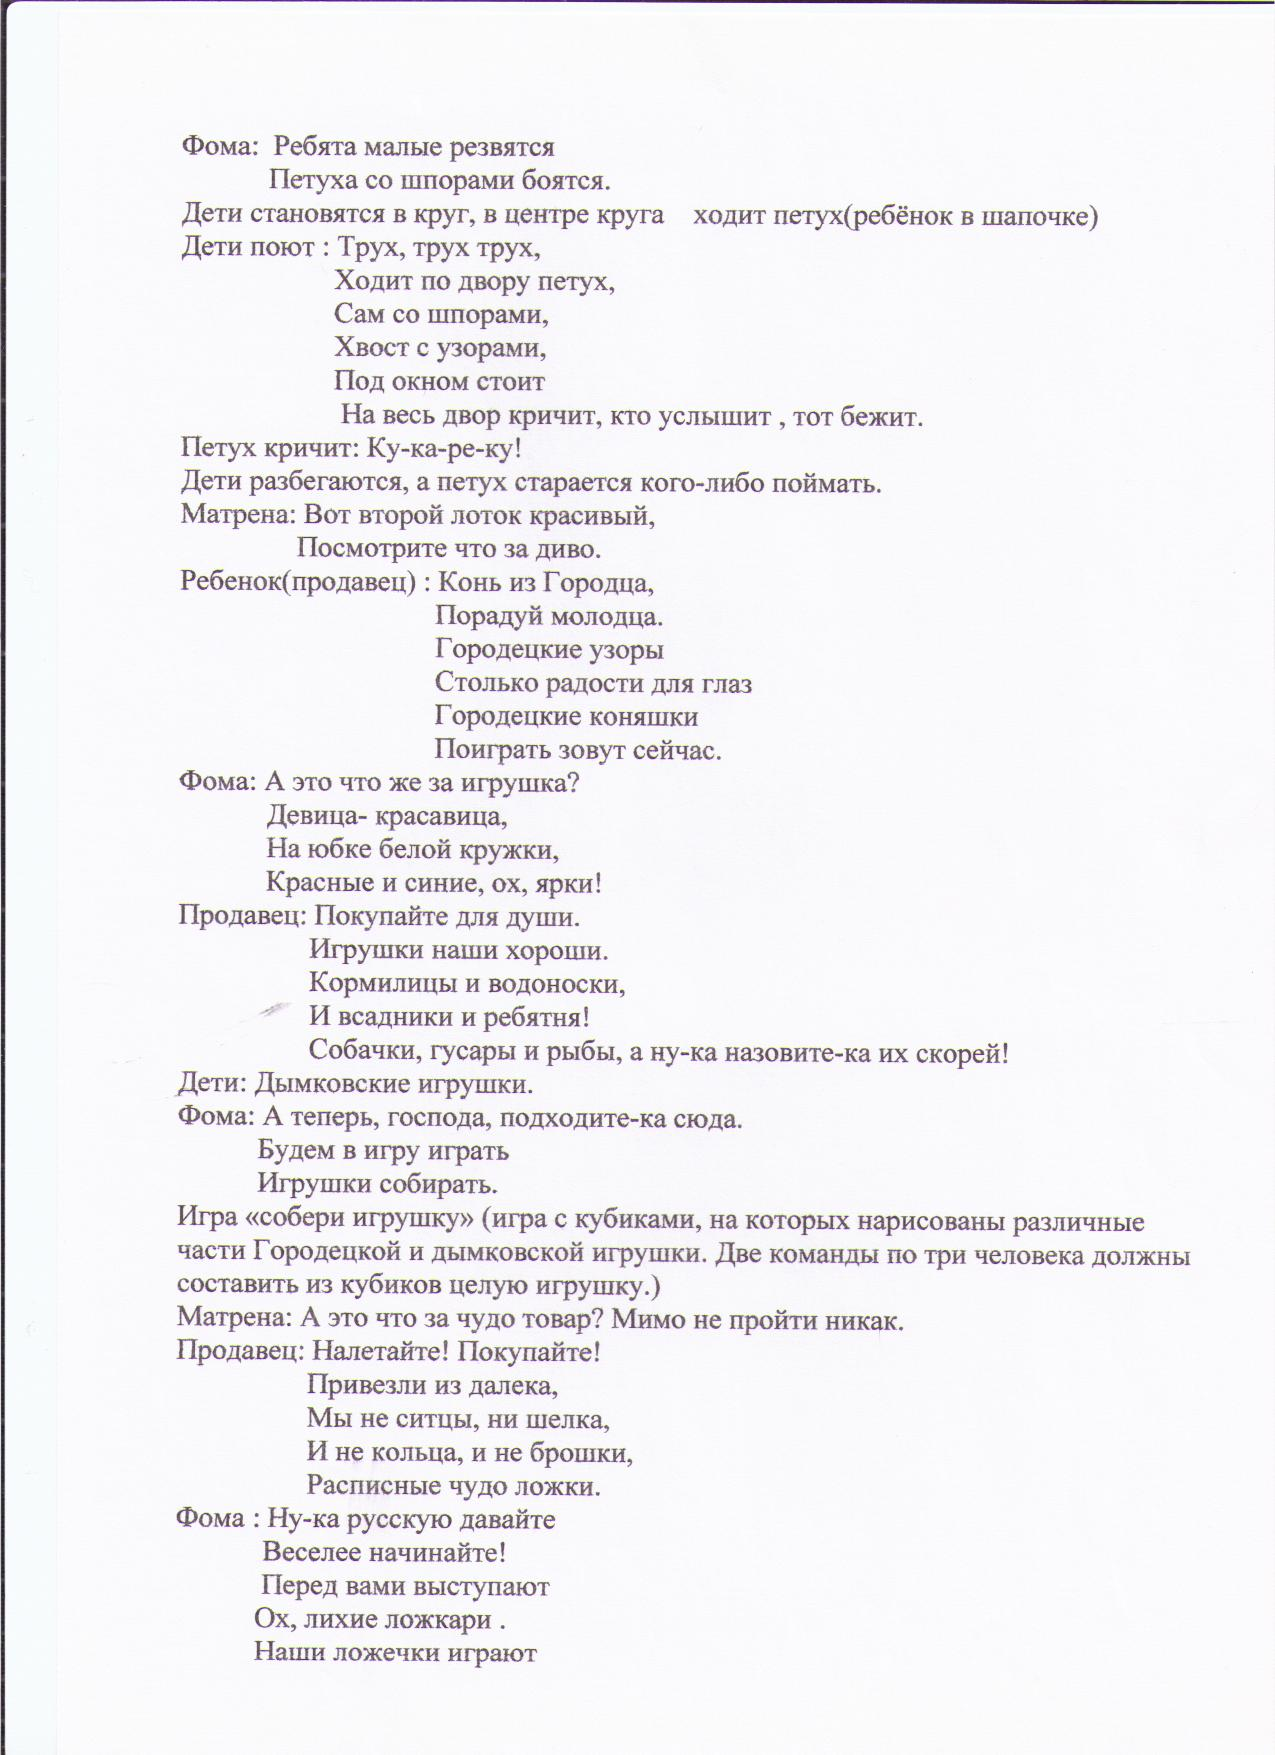 Фома:  Ребята малые резвятся
Петуха со шпорами боятся.
Дети становятся в круг, в центре круга    ходит петух(ребёнок в шапочке)
Дети поют : Трух, трух трух,
Ходит по двору петух,
Сам со шпорами,
Хвост с узорами,
Под окном стоит
На весь двор кричит, кто услышит , тот бежит.
Петух кричит: Ку-ка-ре-ку!
Дети разбегаются, а петух старается кого-либо поймать.
Матрена: Вот второй лоток красивый,
Посмотрите что за диво.
Ребенок(продавец) : Конь из Городца,
Порадуй молодца.
Городецкие узоры
Столько радости для глаз
Городецкие коняшки
Поиграть зовут сейчас.
Фома: А это что же за игрушка?
Девица- красавица,
На юбке белой кружки,
Красные и синие, ох, ярки!
Продавец: Покупайте для души.
Игрушки наши хороши.
Кормилицы и водоноски,
И всадники и ребятня!
Собачки, гусары и рыбы, а ну-ка назовите-ка их скорей!
Дети: Дымковские игрушки.
Фома: А теперь, господа, подходите-ка сюда.
Будем в игру играть
Игрушки собирать.
Игра «собери игрушку» (игра с кубиками, на которых нарисованы различные
части Городецкой и дымковской игрушки. Две команды по три человека должны
составить из кубиков целую игрушку.)
Матрена: А это что за чудо товар? Мимо не пройти никак.
Продавец: Налетайте! Покупайте!
Привезли из далека,
Мы не ситцы, ни шелка,
И не кольца, и не брошки,
Расписные чудо ложки.
Фома : Ну-ка русскую давайте
Веселее начинайте!
Перед вами выступают
Ох, лихие ложкари .
Наши ложечки играют